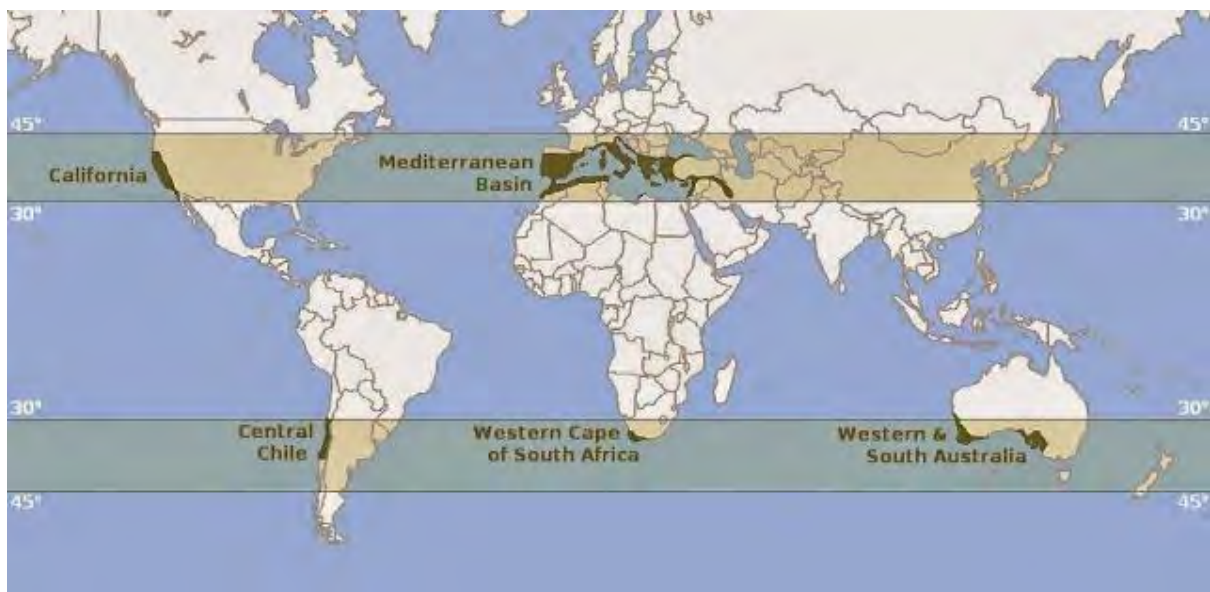 45°
45°
California
Mediterranean
Basin
30°
30°
30°
30°
Central
Chile
Western Cape
of South Africa
Western &
South Australia
45°
45°